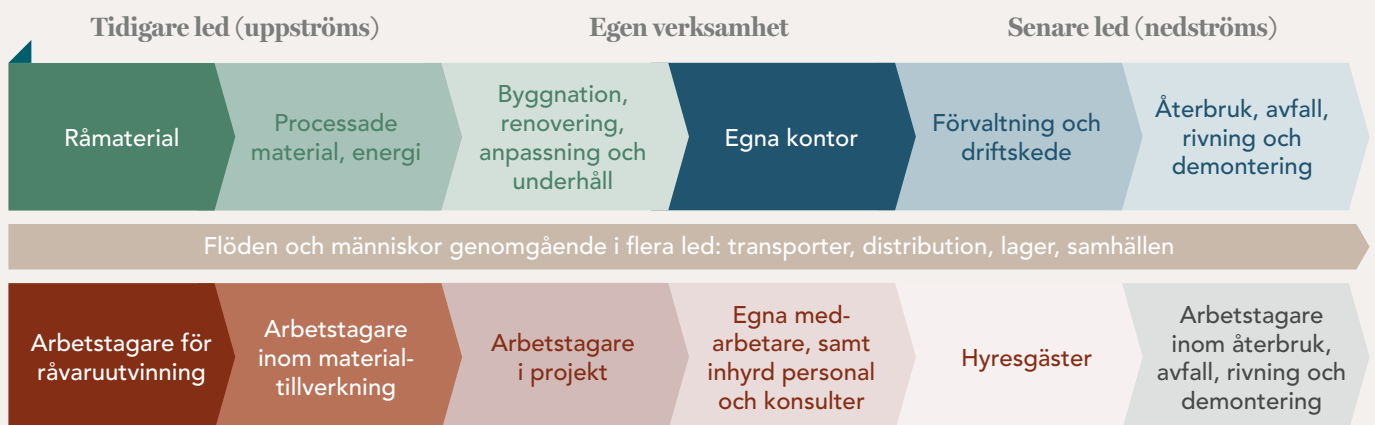 Tidigare led (uppströms)
Egen verksamhet
Senare led (nedströms)
Råmaterial
Processade
material, energi
Byggnation,
renovering,
anpassning och
underhåll
Egna kontor
Förvaltning och
driftskede
Återbruk, avfall,
rivning och
demontering
Flöden och människor genomgående i flera led: transporter, distribution, lager, samhällen
Arbetstagare för
råvaruutvinning
Arbetstagare
inom material-
tillverkning
Arbetstagare
i projekt
Egna med-
arbetare, samt
inhyrd personal
och konsulter
Hyresgäster
Arbetstagare
inom återbruk,
avfall, rivning och
demontering